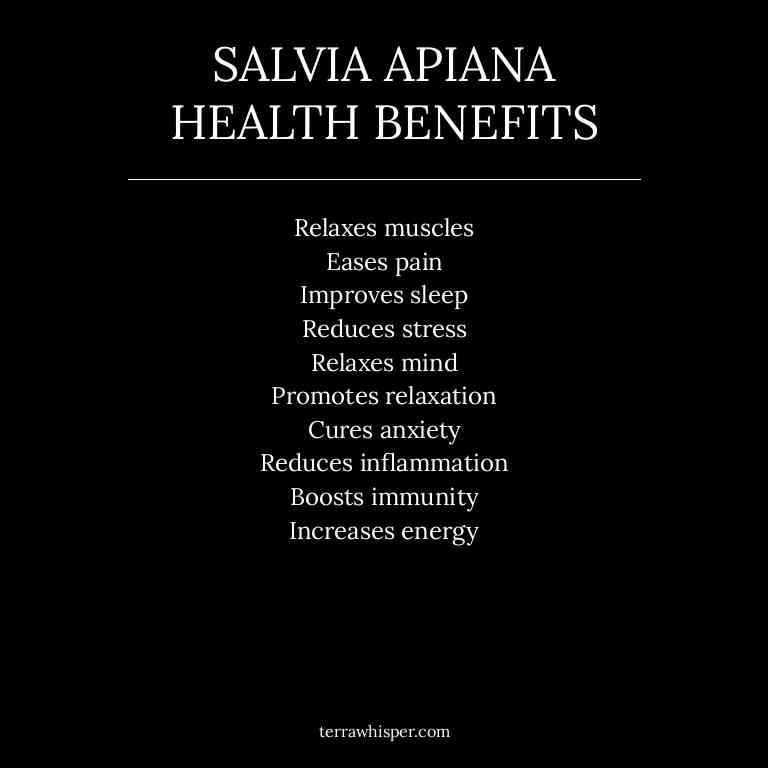 SALVIA APIANA
HEALTH BENEFITS
Relaxes muscles
Eases pain
Improves sleep
Reduces stress
Relaxes mind
Promotes relaxation
Cures anxiety
Reduces inflammation
Boosts immunity
Increases energy
terrawhisper.com